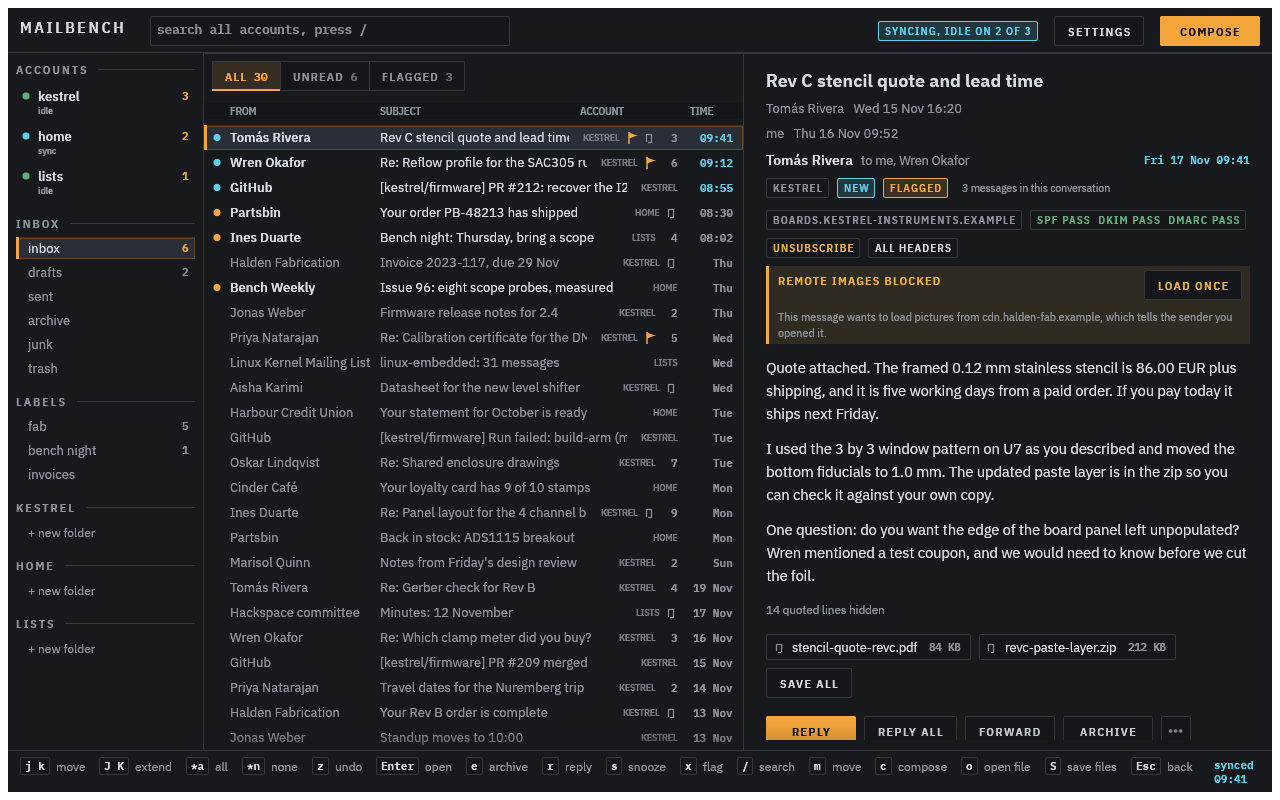 MAILBENCH
search all accounts, press /
SYNCING, IDLE ON 2 OF 3
SETTINGS
COMPOSE
ACCOUNTS
kestrel 3
idle
home 2
sync
lists 1
idle
INBOX
inbox 6
drafts 2
sent
archive
junk
trash
LABELS
fab 5
bench night 1
invoices
KESTREL
+ new folder
HOME
+ new folder
LISTS
+ new folder
ALL 30 UNREAD 6 FLAGGED 3
FROM SUBJECT ACCOUNT TIME
Tomás Rivera Rev C stencil quote and lead time KESTREL 3 09:41
Wren Okafor Re: Reflow profile for the SAC305 ru KESTREL 6 09:12
GitHub [kestrel/firmware] PR #212: recover the I2 KESTREL 08:55
Partsbin Your order PB-48213 has shipped HOME 08:30
Ines Duarte Bench night: Thursday, bring a scope LISTS 4 08:02
Halden Fabrication Invoice 2023-117, due 29 Nov KESTREL Thu
Bench Weekly Issue 96: eight scope probes, measured HOME Thu
Jonas Weber Firmware release notes for 2.4 KESTREL 2 Thu
Priya Natarajan Re: Calibration certificate for the DM KESTREL 5 Wed
Linux Kernel Mailing List linux-embedded: 31 messages LISTS Wed
Aisha Karimi Datasheet for the new level shifter KESTREL Wed
Harbour Credit Union Your statement for October is ready HOME Tue
GitHub [kestrel/firmware] Run failed: build-arm (m KESTREL Tue
Oskar Lindqvist Re: Shared enclosure drawings KESTREL 7 Tue
Cinder Café Your loyalty card has 9 of 10 stamps HOME Mon
Ines Duarte Re: Panel layout for the 4 channel b KESTREL 9 Mon
Partsbin Back in stock: ADS1115 breakout HOME Mon
Marisol Quinn Notes from Friday's design review KESTREL 2 Sun
Tomás Rivera Re: Gerber check for Rev B KESTREL 4 19 Nov
Hackspace committee Minutes: 12 November LISTS 17 Nov
Wren Okafor Re: Which clamp meter did you buy? KESTREL 3 16 Nov
GitHub [kestrel/firmware] PR #209 merged KESTREL 15 Nov
Priya Natarajan Travel dates for the Nuremberg trip KESTREL 2 14 Nov
Halden Fabrication Your Rev B order is complete KESTREL 13 Nov
Jonas Weber Standup moves to 10:00 KESTREL 13 Nov
Rev C stencil quote and lead time
Tomás Rivera Wed 15 Nov 16:20
me Thu 16 Nov 09:52
Tomás Rivera to me, Wren Okafor Fri 17 Nov 09:41
KESTREL NEW FLAGGED 3 messages in this conversation
BOARDS.KESTREL-INSTRUMENTS.EXAMPLE SPF PASS DKIM PASS DMARC PASS
UNSUBSCRIBE ALL HEADERS
REMOTE IMAGES BLOCKED
LOAD ONCE
This message wants to load pictures from cdn.halden-fab.example, which tells the sender you
opened it.
Quote attached. The framed 0.12 mm stainless stencil is 86.00 EUR plus
shipping, and it is five working days from a paid order. If you pay today it
ships next Friday.
I used the 3 by 3 window pattern on U7 as you described and moved the
bottom fiducials to 1.0 mm. The updated paste layer is in the zip so you
can check it against your own copy.
One question: do you want the edge of the board panel left unpopulated?
Wren mentioned a test coupon, and we would need to know before we cut
the foil.
14 quoted lines hidden
stencil-quote-revc.pdf 84 KB revc-paste-layer.zip 212 KB
SAVE ALL
REPLY REPLY ALL FORWARD ARCHIVE •••
j k move J K extend *a all *n none z undo Enter open e archive r reply s snooze x flag / search m move c compose o open file S save files Esc back
synced
09:41